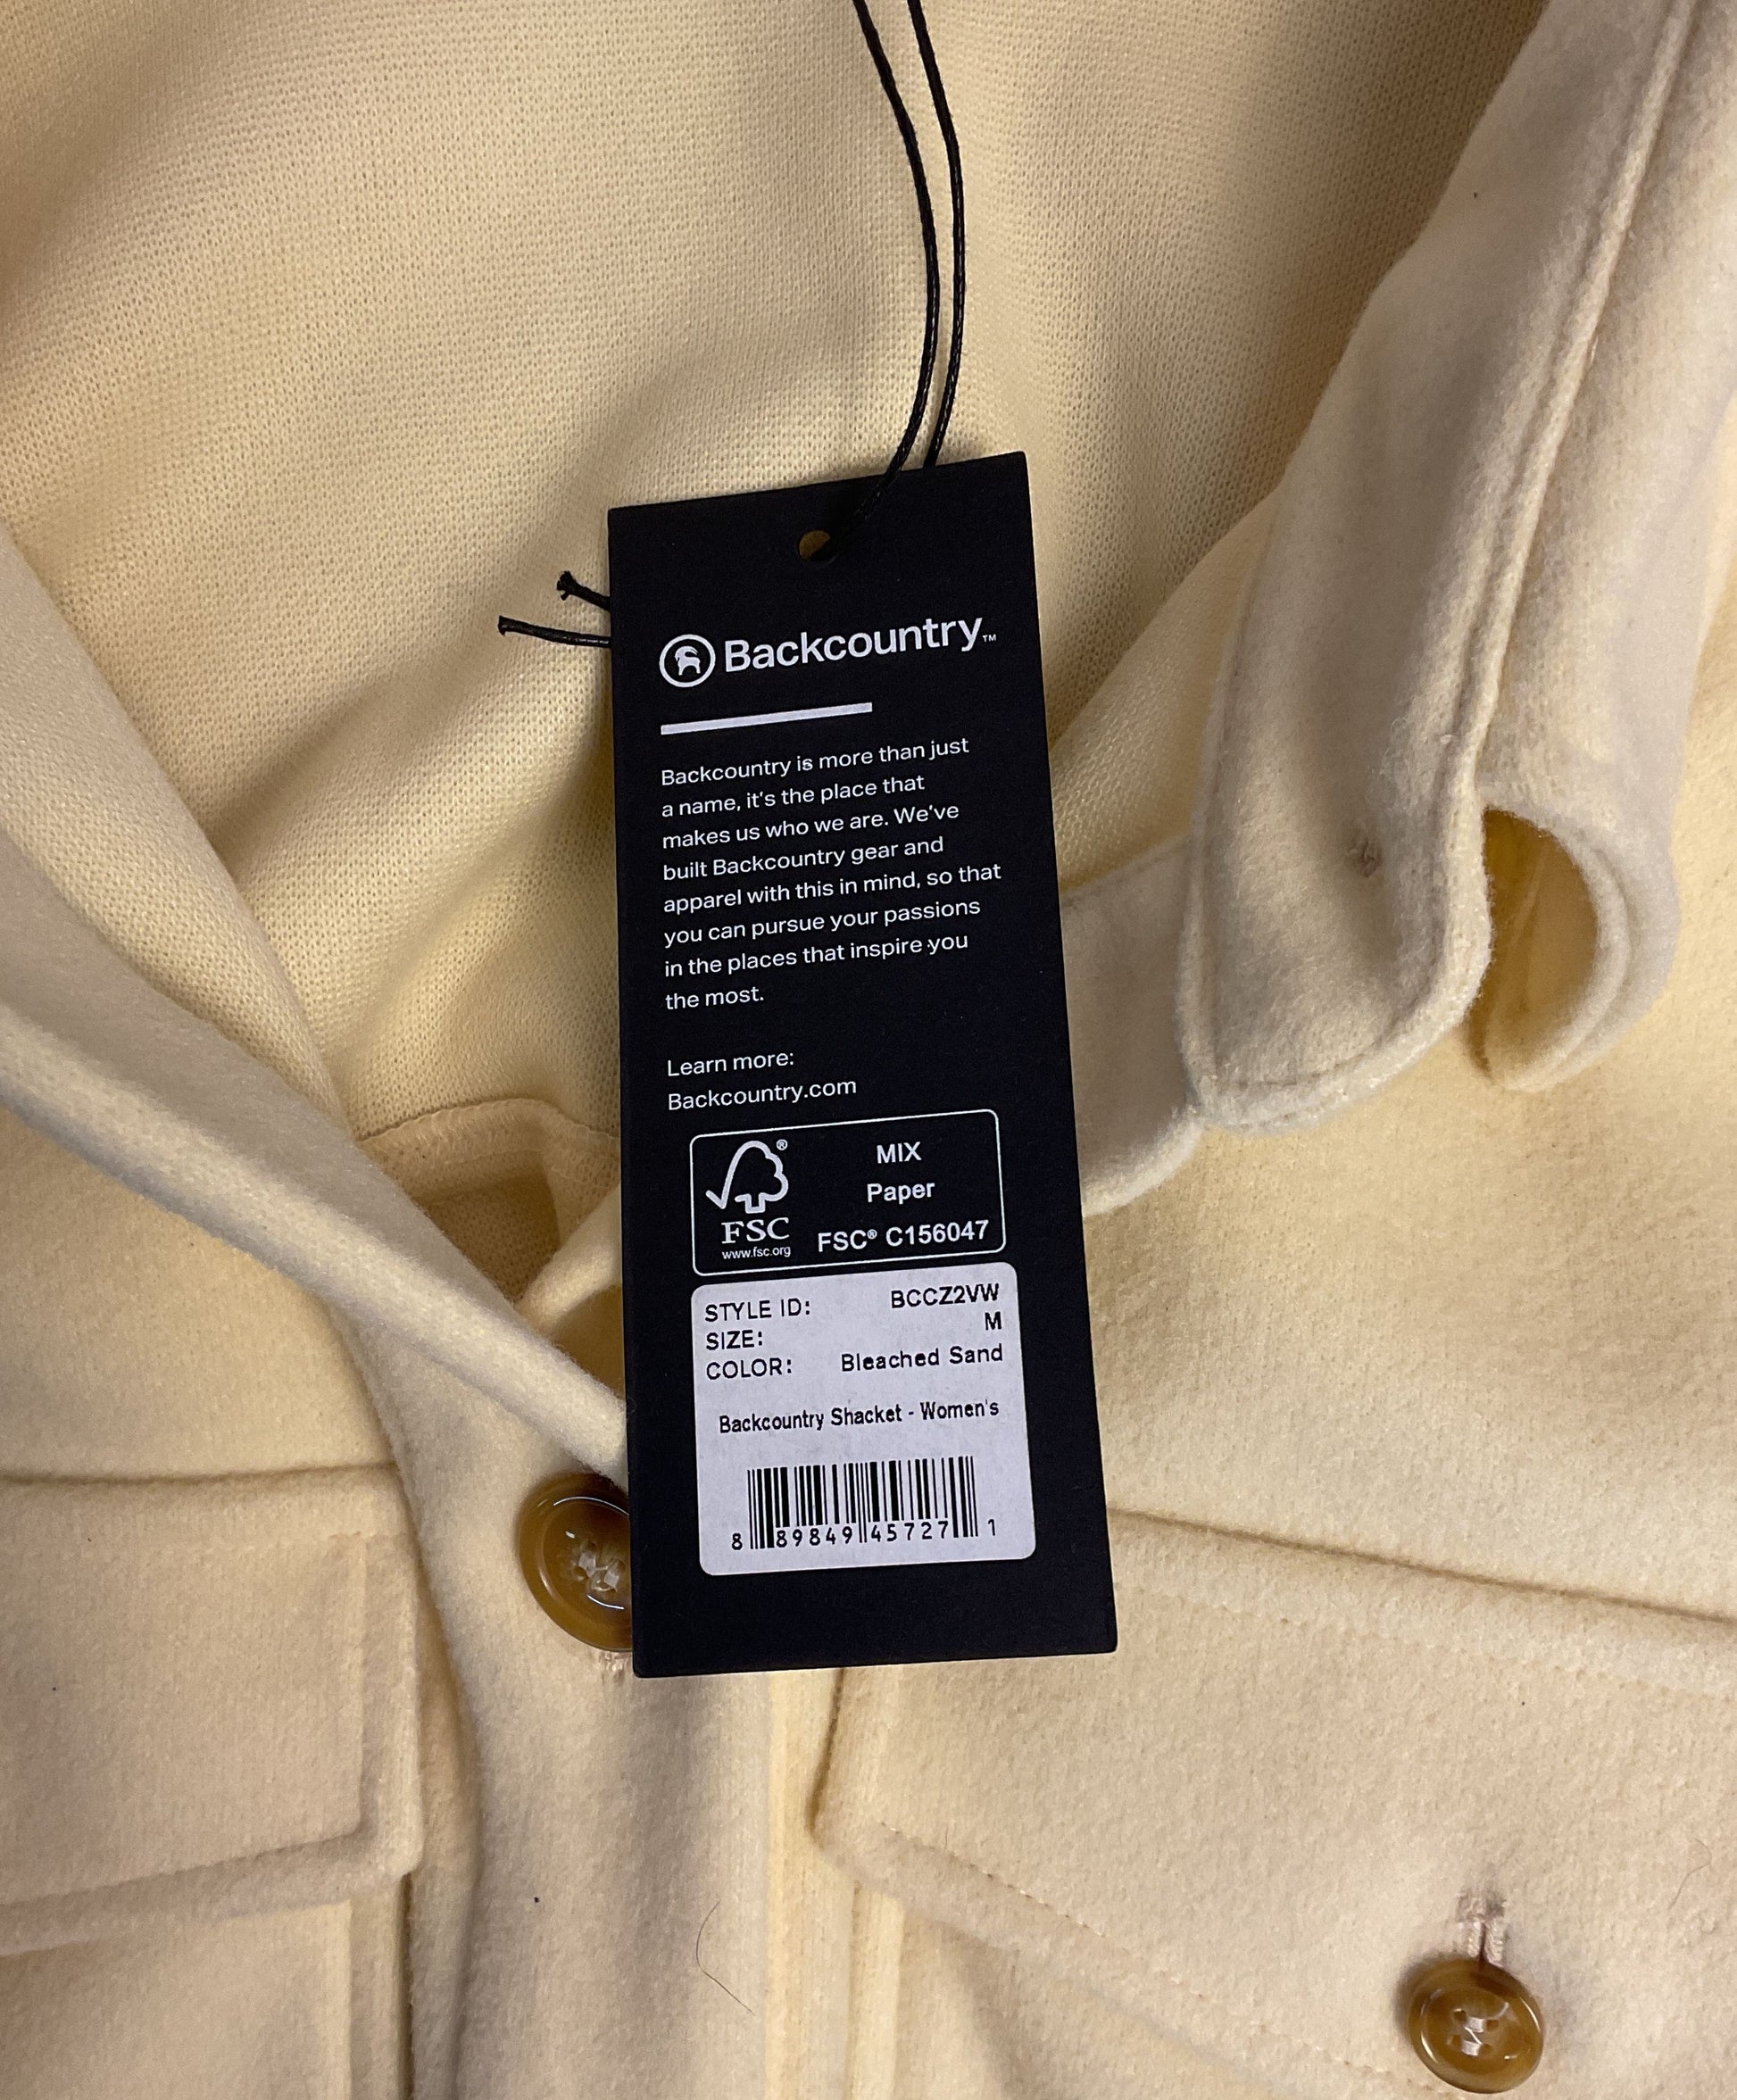 Backcountry™
Backcountry is more than just
a name, it's the place that
makes us who we are. We've
built Backcountry gear and
apparel with this in mind, so that
you can pursue your passions
in the places that inspire you
the most.
Learn more:
Backcountry.com
®
FSC
www.fsc.org
MIX
Paper
FSC® C156047
STYLE ID: BCCZ2VW
SIZE: M
COLOR: Bleached Sand
Backcountry Shacket - Women's
8 89849 45727 1